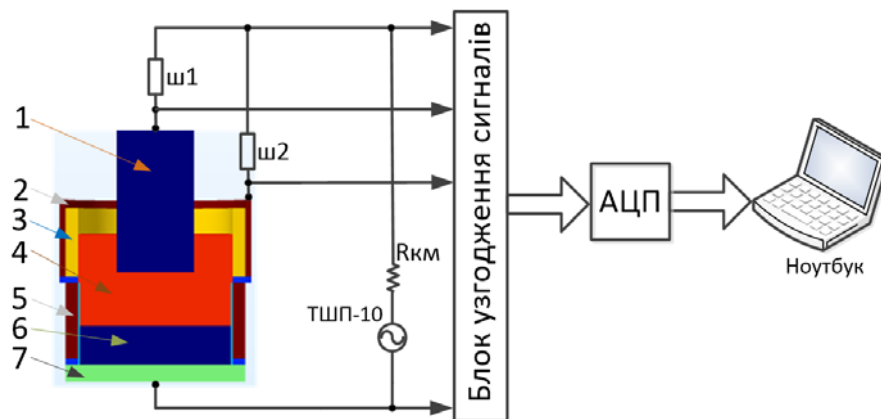 ш1
1
ш2
2
3
Rкм
4
ТШП-10
5
6
7
Блок узгодження сигналів
АЦП
Ноутбук